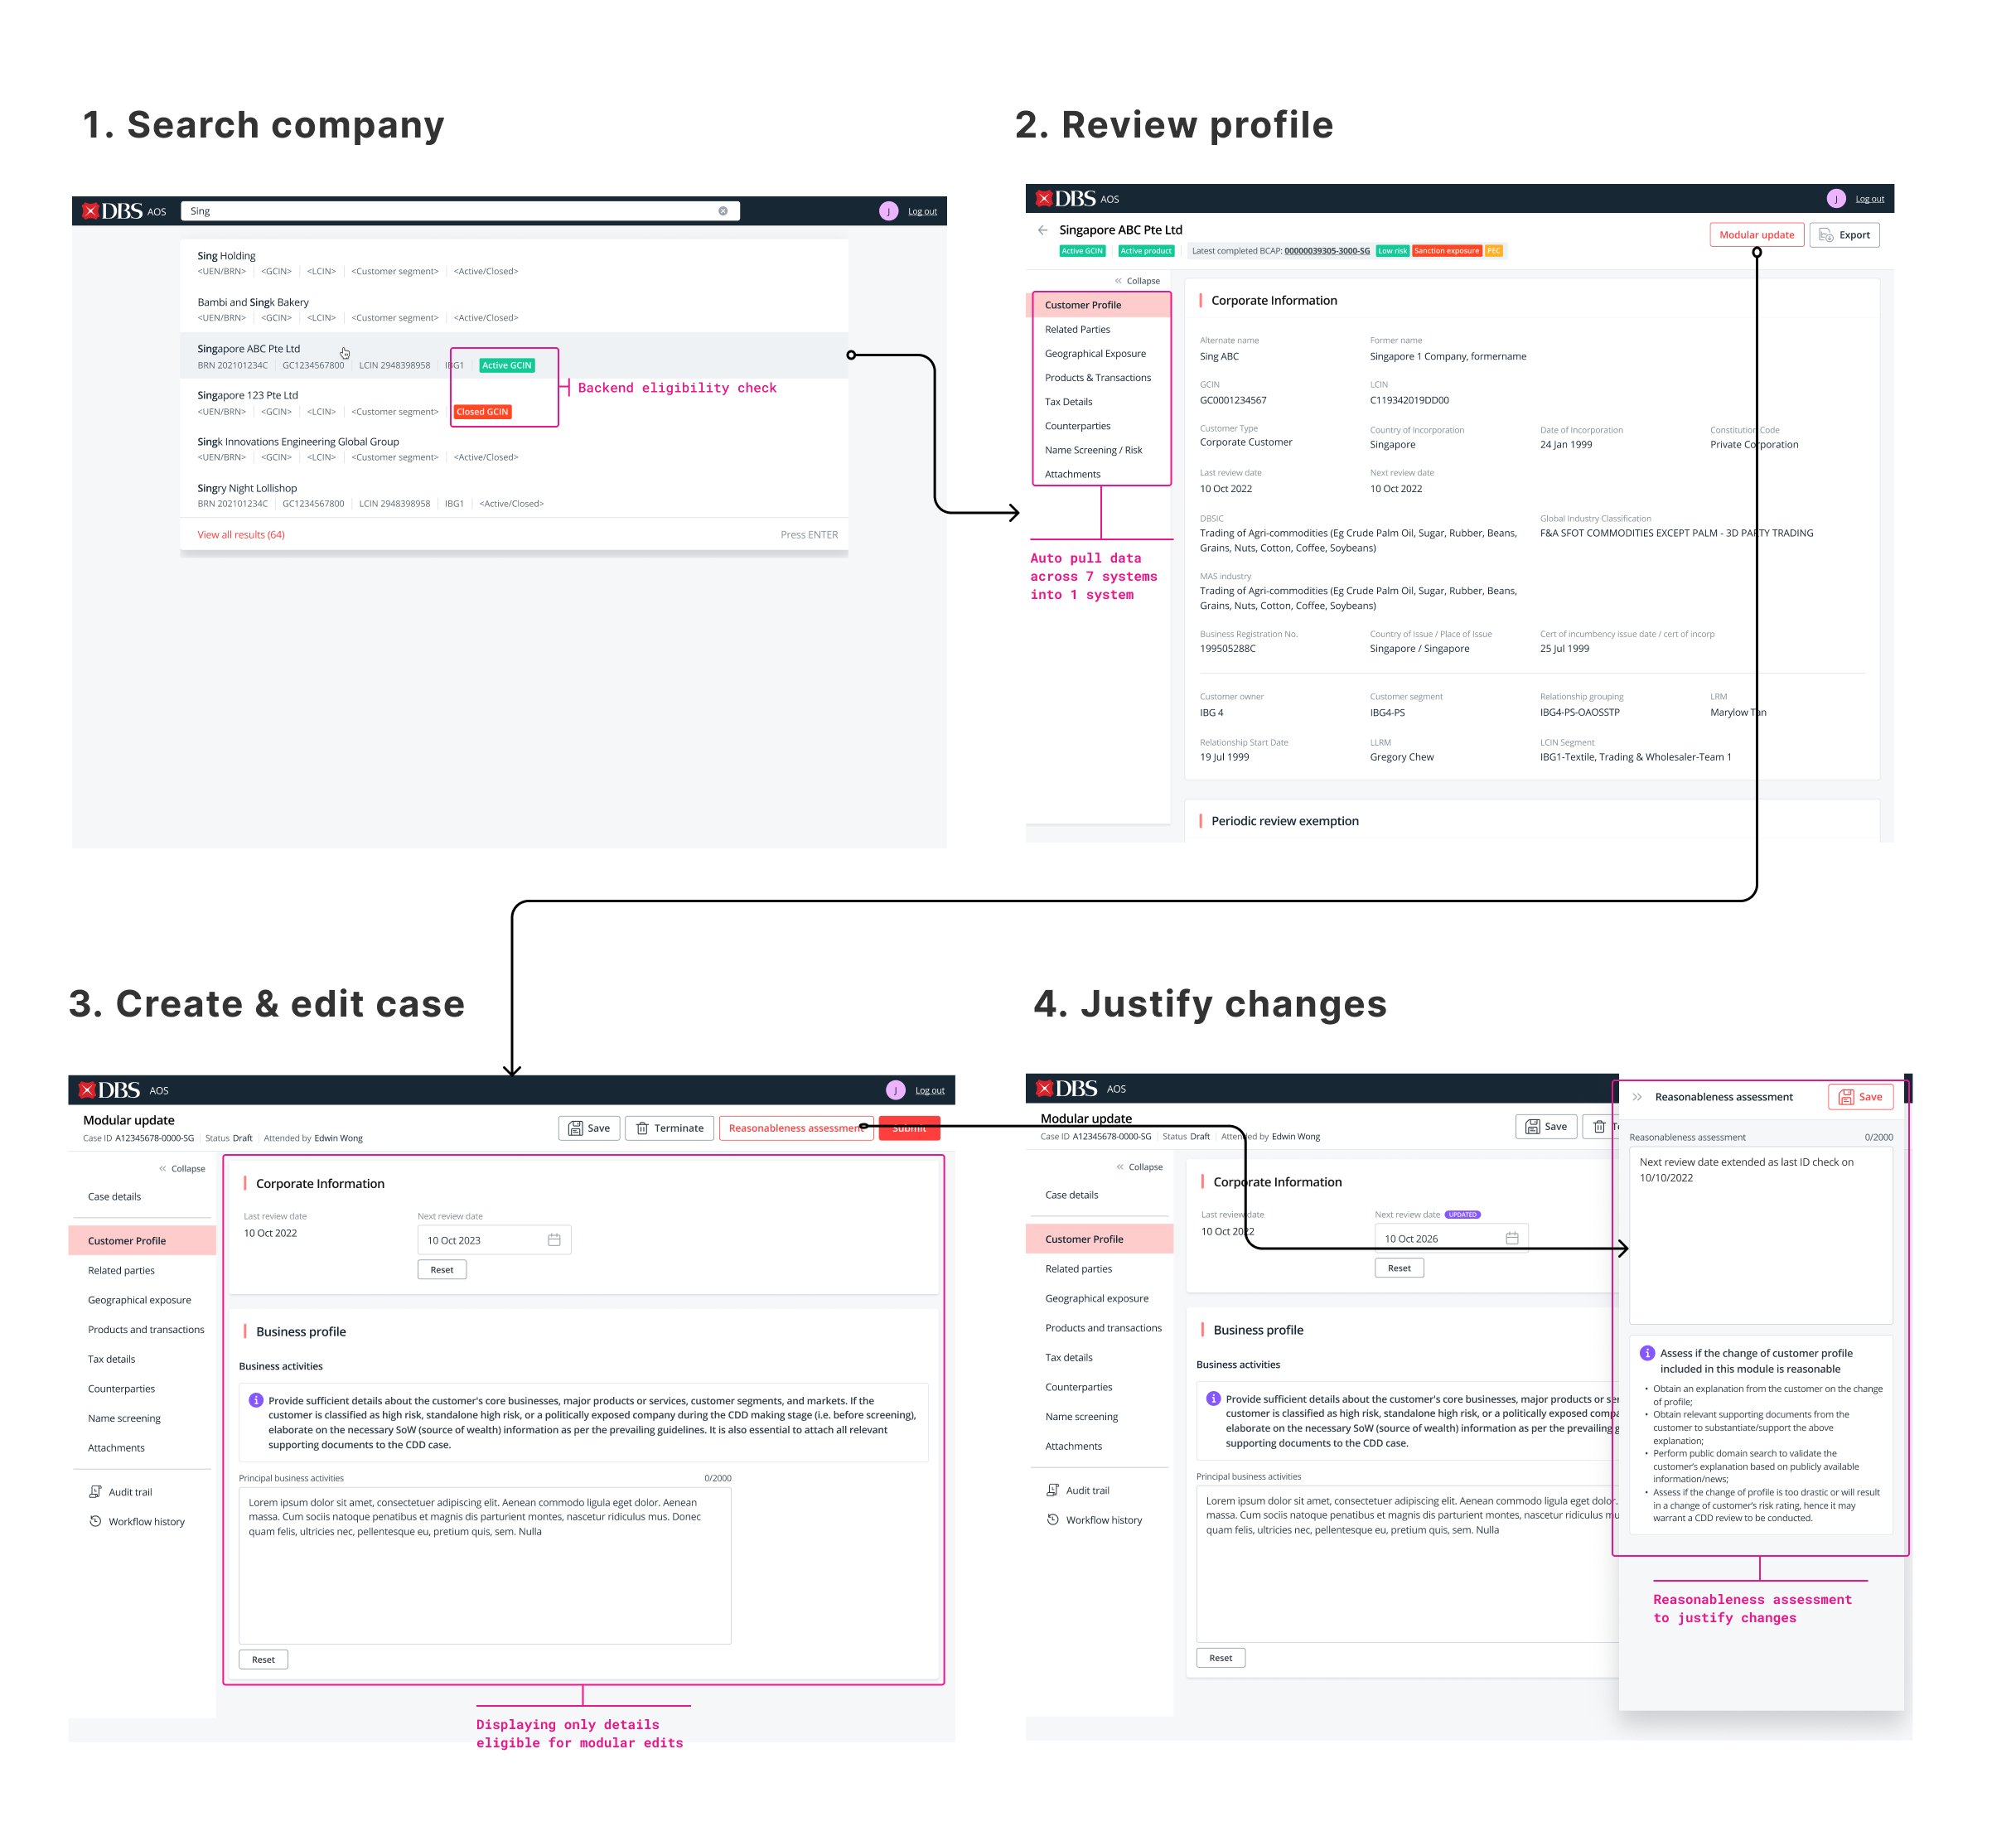 1. Search company
DBS AOS
Sing
J
Log out
Sing Holding
<UEN/BRN> <GCIN> <LCIN> <Customer segment> <Active/Closed>
Bambi and Singk Bakery
<UEN/BRN> <GCIN> <LCIN> <Customer segment> <Active/Closed>
Singapore ABC Pte Ltd
BRN 202101234C GC1234567800 LCIN 2948398958 IBG1 Active GCIN
Backend eligibility check
Singapore 123 Pte Ltd
<UEN/BRN> <GCIN> <LCIN> <Customer segment> Closed GCIN
Singk Innovations Engineering Global Group
<UEN/BRN> <GCIN> <LCIN> <Customer segment> <Active/Closed>
Singry Night Lollishop
BRN 202101234C GC1234567800 LCIN 2948398958 IBG1 <Active/Closed>
View all results (64) Press ENTER
2. Review profile
DBS AOS
J
Log out
Singapore ABC Pte Ltd
Modular update
Export
Active GCIN Active product Latest completed BCAP: 00000039305-3000-SG Low risk Sanction exposure PEC
Collapse
Customer Profile
Related Parties
Geographical Exposure
Products & Transactions
Tax Details
Counterparties
Name Screening / Risk
Attachments
Auto pull data
across 7 systems
into 1 system
Corporate Information
Alternate name Former name
Sing ABC Singapore 1 Company, formername
GCIN LCIN
GC0001234567 C119342019DD00
Customer Type Country of Incorporation Date of Incorporation Constitution Code
Corporate Customer Singapore 24 Jan 1999 Private Corporation
Last review date Next review date
10 Oct 2022 10 Oct 2022
DBSIC Global Industry Classification
Trading of Agri-commodities (Eg Crude Palm Oil, Sugar, Rubber, Beans, F&A SFOT COMMODITIES EXCEPT PALM - 3D PARTY TRADING
Grains, Nuts, Cotton, Coffee, Soybeans)
MAS industry
Trading of Agri-commodities (Eg Crude Palm Oil, Sugar, Rubber, Beans,
Grains, Nuts, Cotton, Coffee, Soybeans)
Business Registration No. Country of Issue / Place of Issue Cert of incumbency issue date / cert of incorp
199505288C Singapore / Singapore 25 Jul 1999
Customer owner Customer segment Relationship grouping LRM
IBG 4 IBG4-PS IBG4-PS-OAOSSTP Marylow Tan
Relationship Start Date LLRM LCIN Segment
19 Jul 1999 Gregory Chew IBG1-Textile, Trading & Wholesaler-Team 1
Periodic review exemption
3. Create & edit case
DBS AOS
J
Log out
Modular update
Case ID A12345678-0000-SG Status Draft Attended by Edwin Wong
Save
Terminate
Reasonableness assessment
Submit
Collapse
Case details
Customer Profile
Related parties
Geographical exposure
Products and transactions
Tax details
Counterparties
Name screening
Attachments
Audit trail
Workflow history
Corporate Information
Last review date Next review date
10 Oct 2022 10 Oct 2023
Reset
Business profile
Business activities
Provide sufficient details about the customer's core businesses, major products or services, customer segments, and markets. If the
customer is classified as high risk, standalone high risk, or a politically exposed company during the CDD making stage (i.e. before screening),
elaborate on the necessary SoW (source of wealth) information as per the prevailing guidelines. It is also essential to attach all relevant
supporting documents to the CDD case.
Principal business activities 0/2000
Lorem ipsum dolor sit amet, consectetuer adipiscing elit. Aenean commodo ligula eget dolor. Aenean
massa. Cum sociis natoque penatibus et magnis dis parturient montes, nascetur ridiculus mus. Donec
quam felis, ultricies nec, pellentesque eu, pretium quis, sem. Nulla
Reset
Displaying only details
eligible for modular edits
4. Justify changes
DBS AOS
Modular update
Case ID A12345678-0000-SG Status Draft Attended by Edwin Wong
Save
Collapse
Case details
Customer Profile
Related parties
Geographical exposure
Products and transactions
Tax details
Counterparties
Name screening
Attachments
Audit trail
Workflow history
Corporate Information
Last review date Next review date UPDATED
10 Oct 2022 10 Oct 2026
Reset
Business profile
Business activities
Provide sufficient details about the customer's core businesses, major products or se
customer is classified as high risk, standalone high risk, or a politically exposed compa
elaborate on the necessary SoW (source of wealth) information as per the prevailing g
supporting documents to the CDD case.
Principal business activities
Lorem ipsum dolor sit amet, consectetuer adipiscing elit. Aenean commodo ligula eget dolor.
massa. Cum sociis natoque penatibus et magnis dis parturient montes, nascetur ridiculus mu
quam felis, ultricies nec, pellentesque eu, pretium quis, sem. Nulla
Reset
Reasonableness assessment
Save
Reasonableness assessment 0/2000
Next review date extended as last ID check on
10/10/2022
Assess if the change of customer profile
included in this module is reasonable
• Obtain an explanation from the customer on the change
of profile;
• Obtain relevant supporting documents from the
customer to substantiate/support the above
explanation;
• Perform public domain search to validate the
customer's explanation based on publicly available
information/news;
• Assess if the change of profile is too drastic or will result
in a change of customer's risk rating, hence it may
warrant a CDD review to be conducted.
Reasonableness assessment
to justify changes